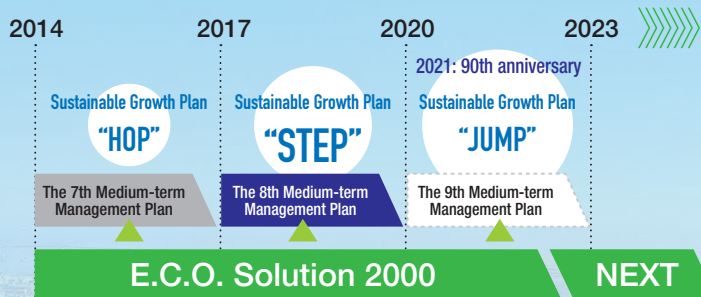 2014
2017
2020
2023
2021: 90th anniversary
Sustainable Growth Plan
"HOP"
Sustainable Growth Plan
"STEP"
Sustainable Growth Plan
"JUMP"
The 7th Medium-term
Management Plan
The 8th Medium-term
Management Plan
The 9th Medium-term
Management Plan
E.C.O. Solution 2000
NEXT